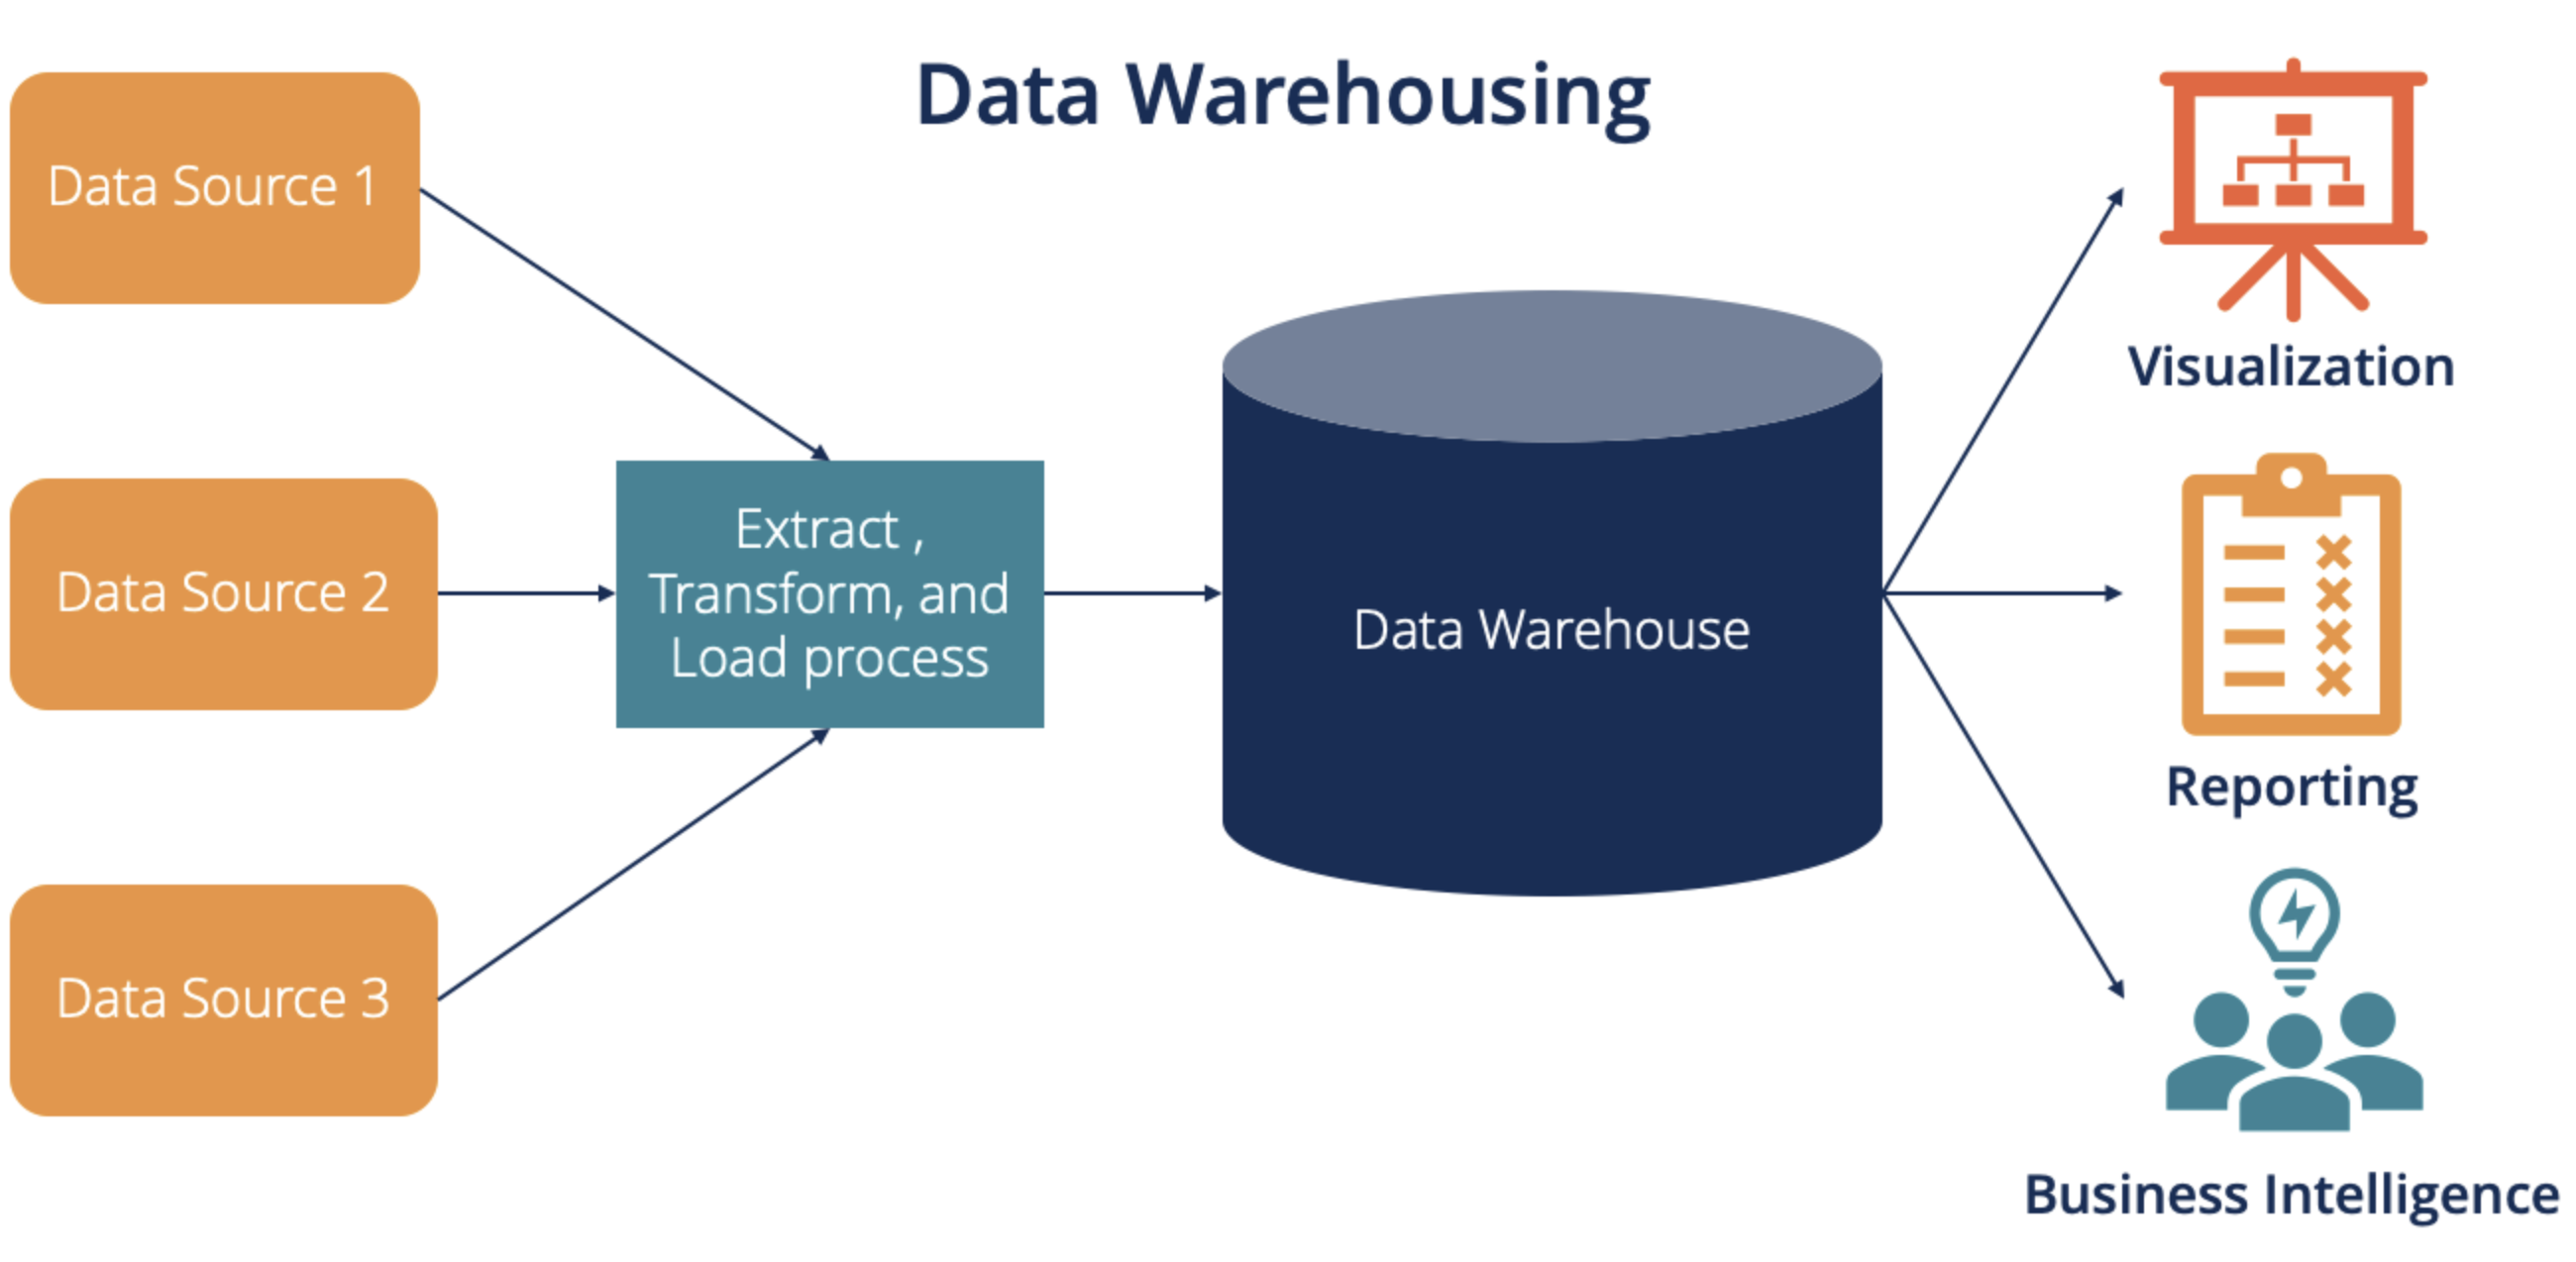 Data Warehousing
Data Source 1
Data Source 2
Data Source 3
Extract ,
Transform, and
Load process
Data Warehouse
Visualization
Reporting
Business Intelligence